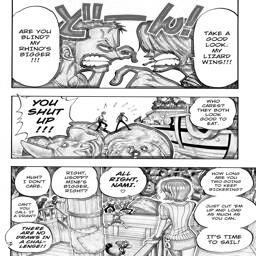 ARE YOU
BLIND? MY
RHINO'S
BIGGER
!!!
TAKE A
GOOD
LOOK.
MY
LIZARD
WINS!!!
YOU
SHUT
UP
!!!
WHO
CARES?
THEY BOTH
LOOK
GOOD TO
EAT.
HUH?
I DON'T
CARE.
CAN'T
YOU
CALL IT
A DRAW?
THERE
ARE NO
DRAWS IN
A CHAL-
LENGE!!
RIGHT,
USOPP?
MINE'S
BIGGER,
RIGHT?
ALL
RIGHT,
NAMI.
HOW LONG
ARE YOU
TWO GOING
TO KEEP
BICKERING?
JUST CUT 'EM
UP AND LOAD
AS MUCH AS
YOU CAN.
IT'S TIME
TO SAIL!